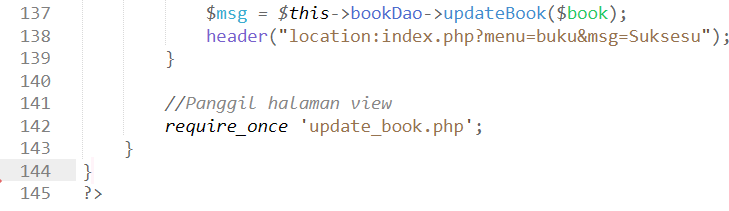 137 $msg = $this->bookDao->updateBook($book);
138 header("location:index.php?menu=buku&msg=Suksesu");
139 }
140
141 //Panggil halaman view
142 require_once 'update_book.php';
143 }
144 }
145 ?>